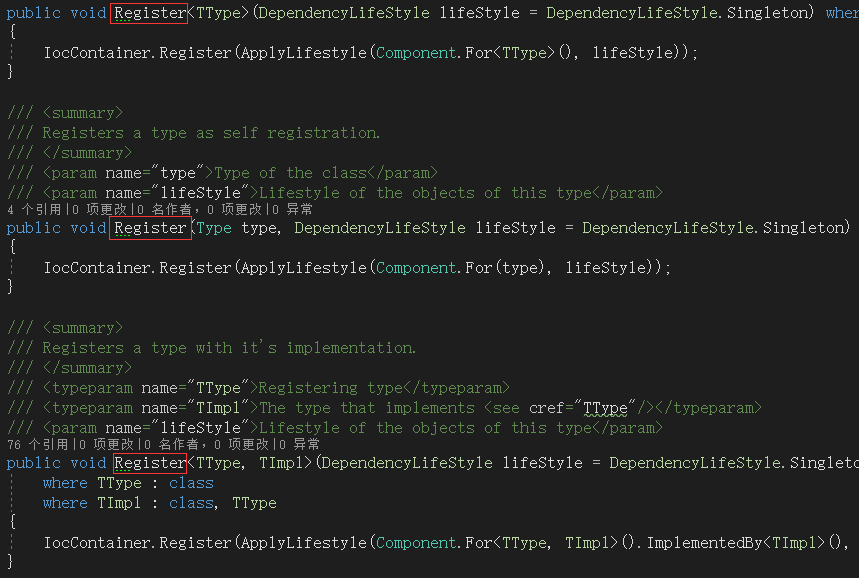 public void Register<TType>(DependencyLifeStyle lifeStyle = DependencyLifeStyle.Singleton) wher
{
IocContainer.Register(ApplyLifestyle(Component.For<TType>(), lifeStyle));
}
/// <summary>
/// Registers a type as self registration.
/// </summary>
/// <param name="type">Type of the class</param>
/// <param name="lifeStyle">Lifestyle of the objects of this type</param>
4 个引用|0 项更改|0 名作者，0 项更改|0 异常
public void Register(Type type, DependencyLifeStyle lifeStyle = DependencyLifeStyle.Singleton)
{
IocContainer.Register(ApplyLifestyle(Component.For(type), lifeStyle));
}
/// <summary>
/// Registers a type with it's implementation.
/// </summary>
/// <typeparam name="TType">Registering type</typeparam>
/// <typeparam name="TImpl">The type that implements <see cref="TType"/></typeparam>
/// <param name="lifeStyle">Lifestyle of the objects of this type</param>
76 个引用|0 项更改|0 名作者，0 项更改|0 异常
public void Register<TType, TImpl>(DependencyLifeStyle lifeStyle = DependencyLifeStyle.Singleto
where TType : class
where TImpl : class, TType
{
IocContainer.Register(ApplyLifestyle(Component.For<TType, TImpl>().ImplementedBy<TImpl>(),
}